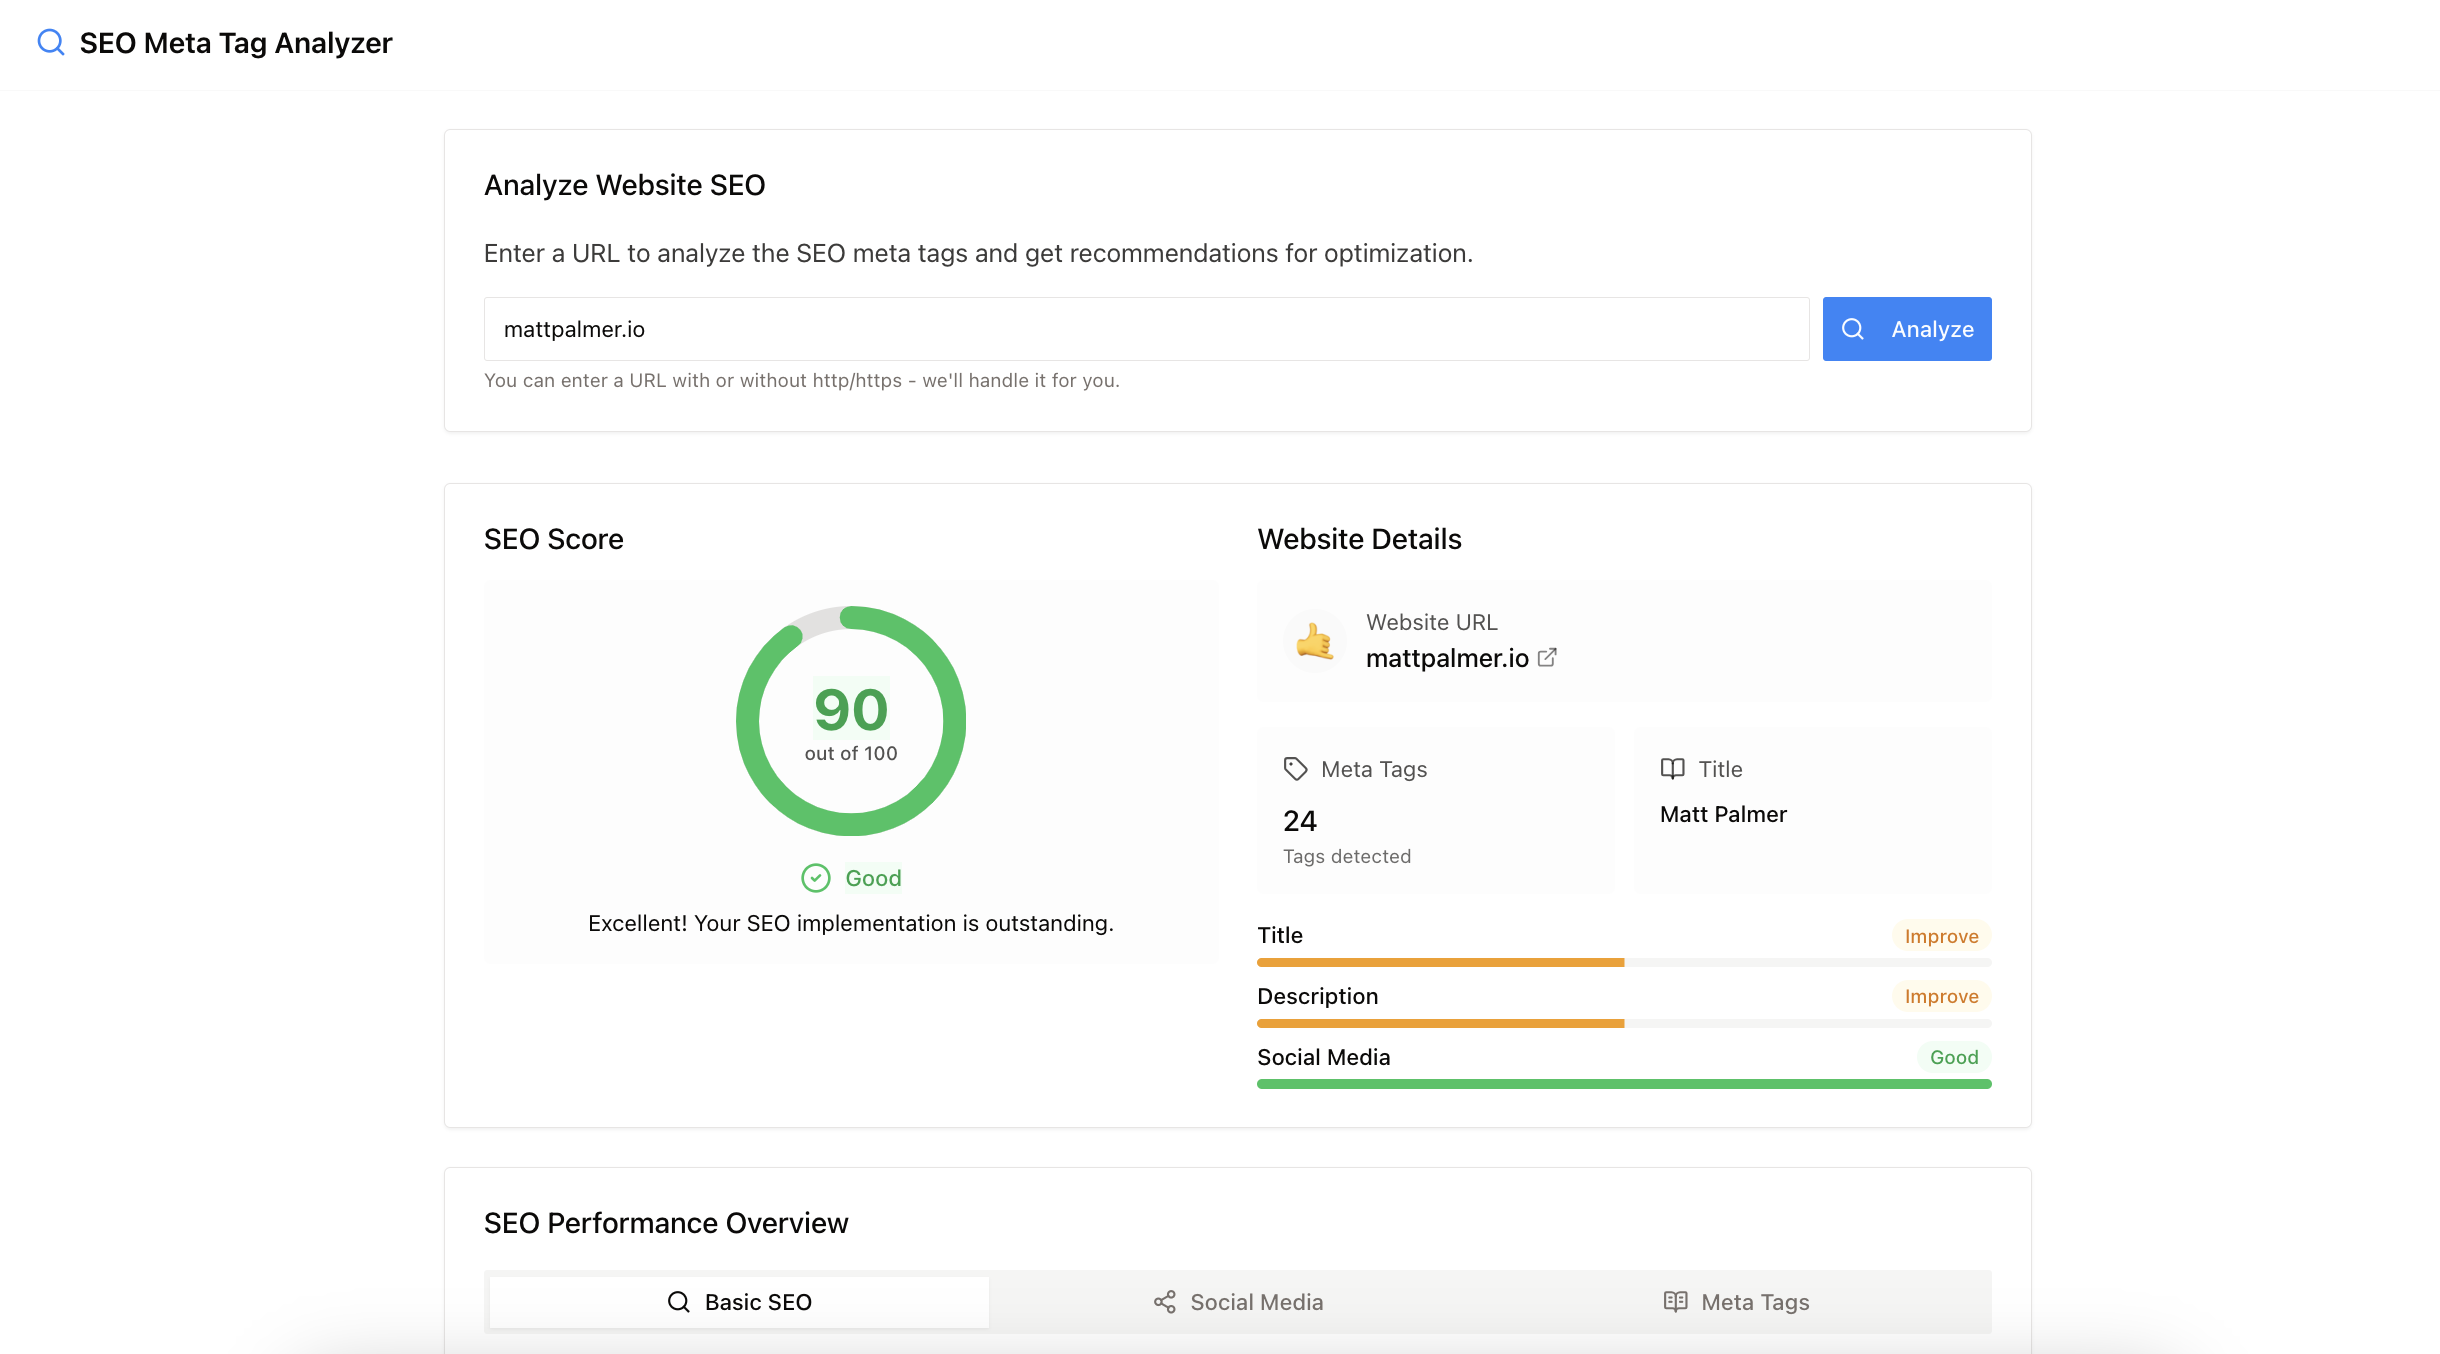 SEO Meta Tag Analyzer
Analyze Website SEO
Enter a URL to analyze the SEO meta tags and get recommendations for optimization.
mattpalmer.io
Analyze
You can enter a URL with or without http/https - we'll handle it for you.
SEO Score
90
out of 100
Good
Excellent! Your SEO implementation is outstanding.
Website Details
Website URL
mattpalmer.io
Meta Tags
24
Tags detected
Title
Matt Palmer
Title
Improve
Description
Improve
Social Media
Good
SEO Performance Overview
Basic SEO
Social Media
Meta Tags